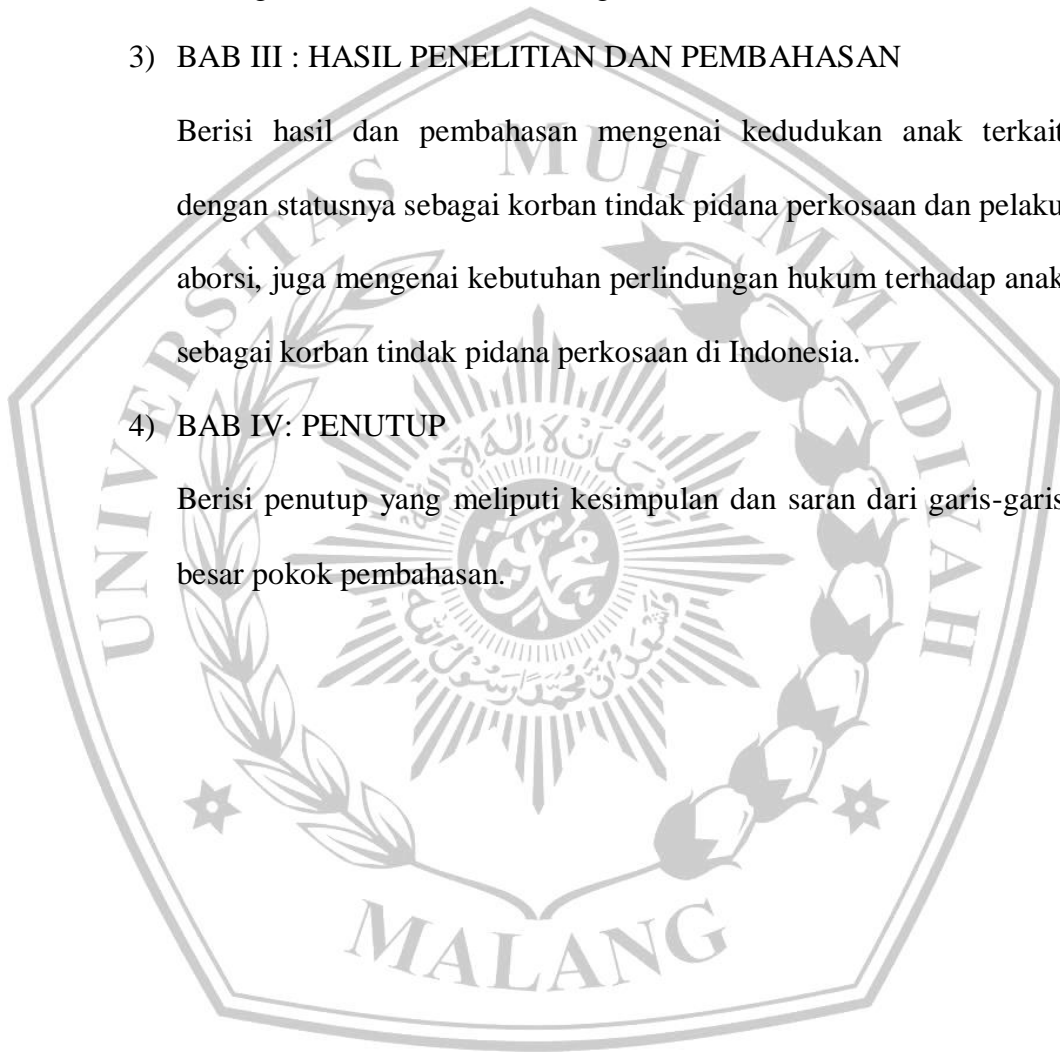 3) BAB III : HASIL PENELITIAN DAN PEMBAHASAN
Berisi hasil dan pembahasan mengenai kedudukan anak terkait
dengan statusnya sebagai korban tindak pidana perkosaan dan pelaku
aborsi, juga mengenai kebutuhan perlindungan hukum terhadap anak
sebagai korban tindak pidana perkosaan di Indonesia.
4) BAB IV: PENUTUP
Berisi penutup yang meliputi kesimpulan dan saran dari garis-garis
besar pokok pembahasan.
UNIVERSITAS MUHAMMADIYAH
MALANG